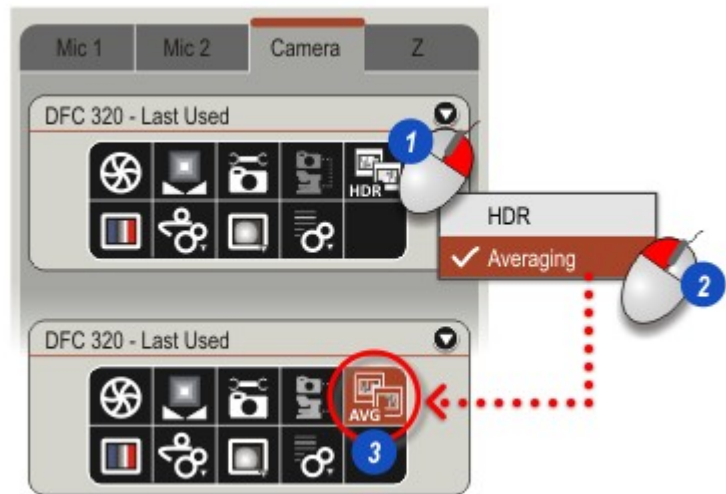 Mic 1 Mic 2 Camera Z
DFC 320 - Last Used
1
HDR
HDR
Averaging
2
DFC 320 - Last Used
AVG
3